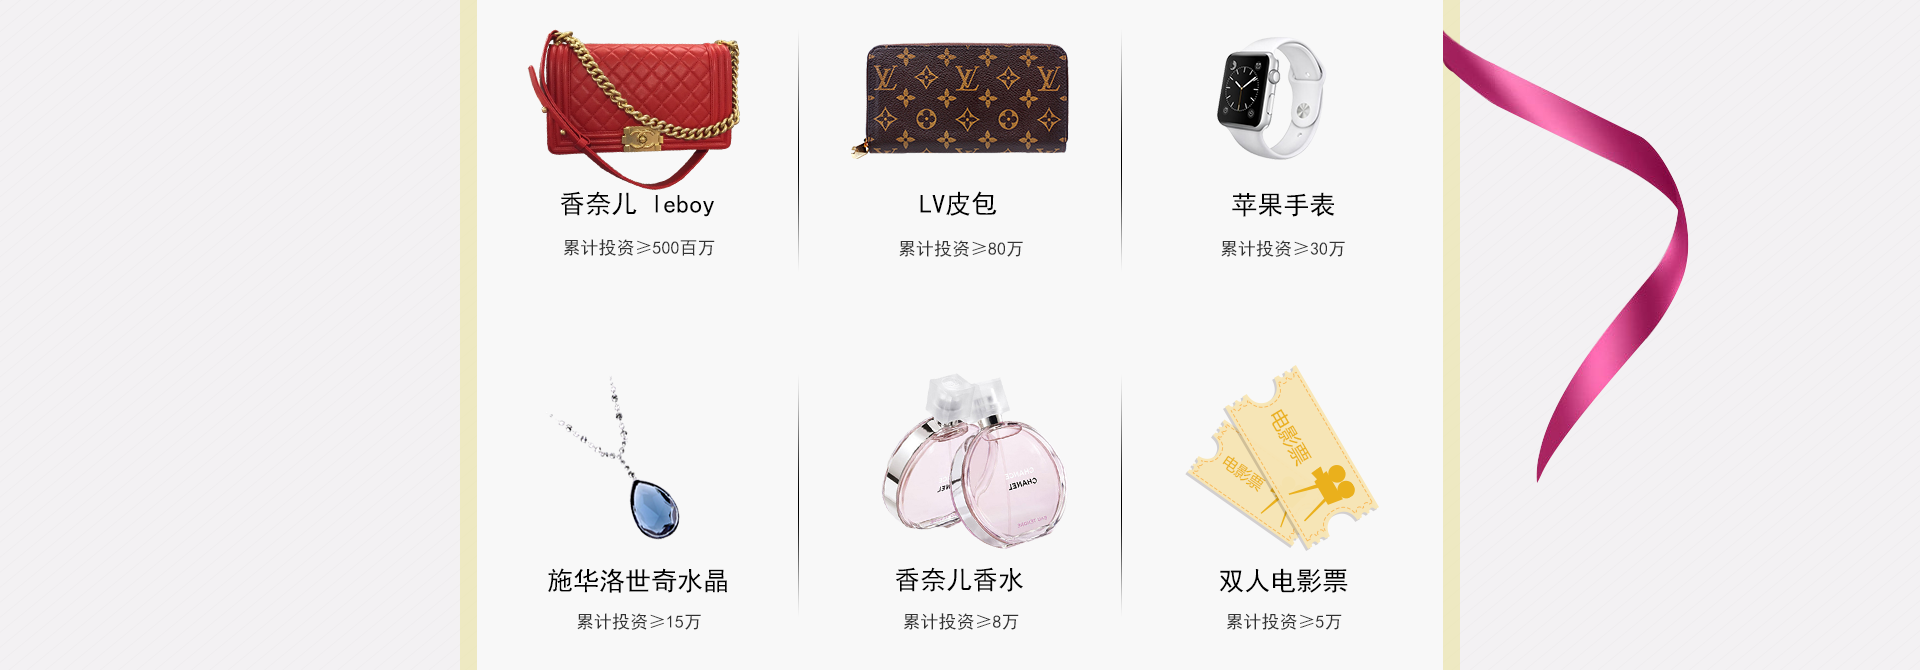 香奈儿 leboy
累计投资≥500百万
LV皮包
累计投资≥80万
苹果手表
累计投资≥30万
CHANEL
电影票
电影票
施华洛世奇水晶
累计投资≥15万
香奈儿香水
累计投资≥8万
双人电影票
累计投资≥5万